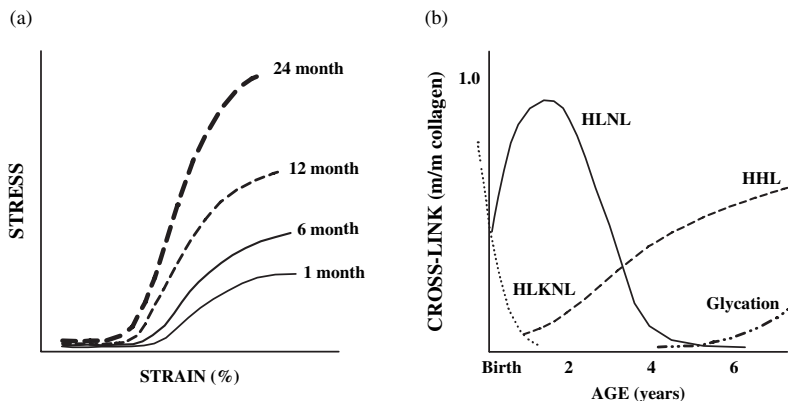 (a)
STRESS
24 month
12 month
6 month
1 month
STRAIN (%)
(b)
CROSS-LINK (m/m collagen)
1.0
HLNL
HHL
HLKNL
Glycation
Birth 2 4 6
AGE (years)